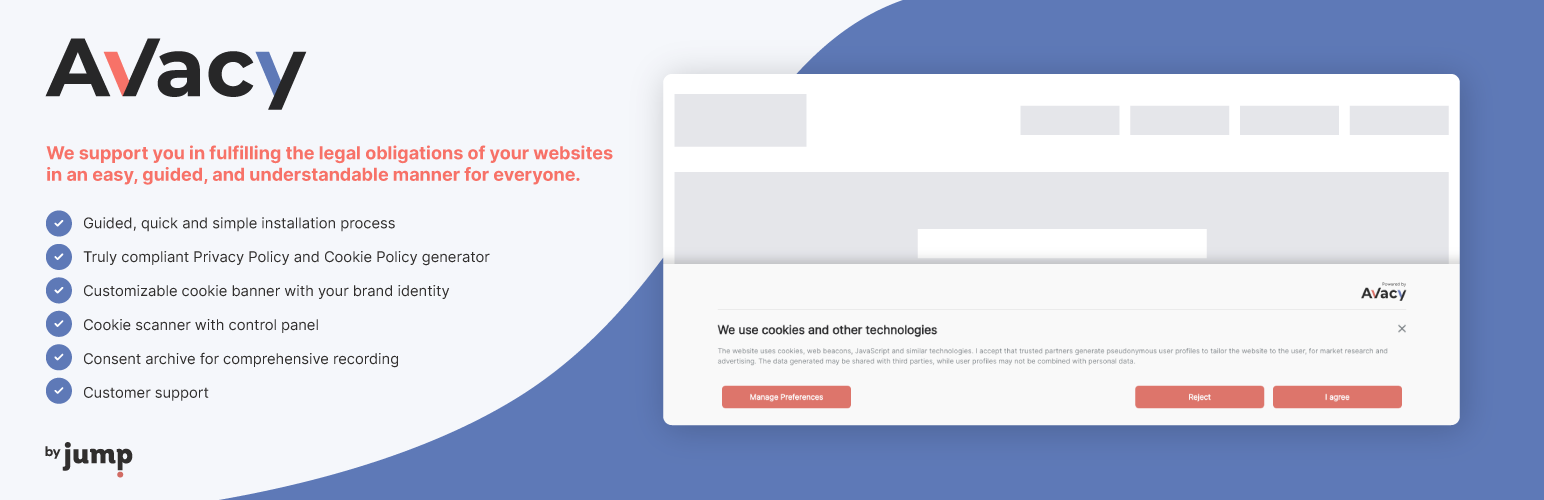 Avacy
We support you in fulfilling the legal obligations of your websites
in an easy, guided, and understandable manner for everyone.
Guided, quick and simple installation process
Truly compliant Privacy Policy and Cookie Policy generator
Customizable cookie banner with your brand identity
Cookie scanner with control panel
Consent archive for comprehensive recording
Customer support
by jump
Powered by
Avacy
We use cookies and other technologies
The website uses cookies, web beacons, JavaScript and similar technologies. I accept that trusted partners generate pseudonymous user profiles to tailor the website to the user, for market research and
advertising. The data generated may be shared with third parties, while user profiles may not be combined with personal data.
Manage Preferences
Reject
I agree